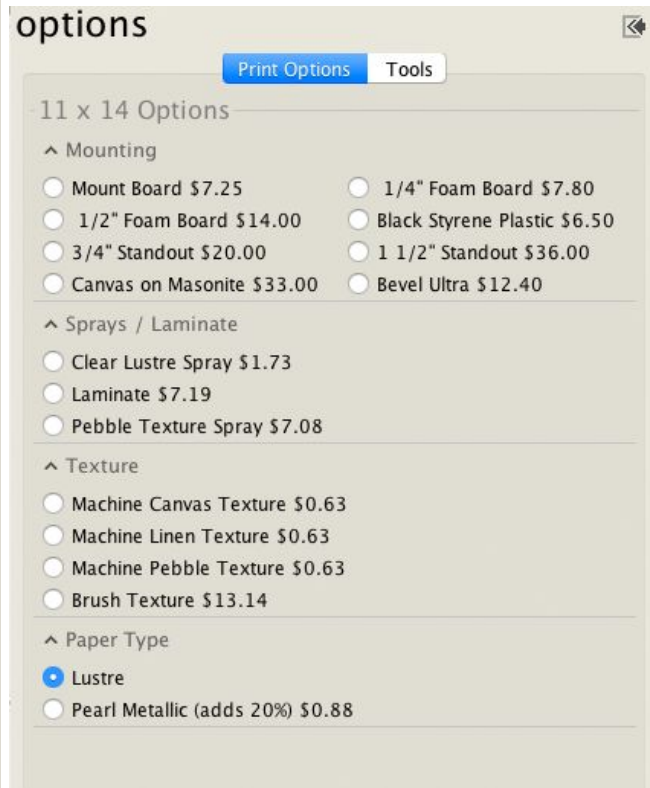 options
Print Options Tools
11 x 14 Options
Mounting
Mount Board $7.25 1/4" Foam Board $7.80
1/2" Foam Board $14.00 Black Styrene Plastic $6.50
3/4" Standout $20.00 1 1/2" Standout $36.00
Canvas on Masonite $33.00 Bevel Ultra $12.40
Sprays / Laminate
Clear Lustre Spray $1.73
Laminate $7.19
Pebble Texture Spray $7.08
Texture
Machine Canvas Texture $0.63
Machine Linen Texture $0.63
Machine Pebble Texture $0.63
Brush Texture $13.14
Paper Type
Lustre
Pearl Metallic (adds 20%) $0.88